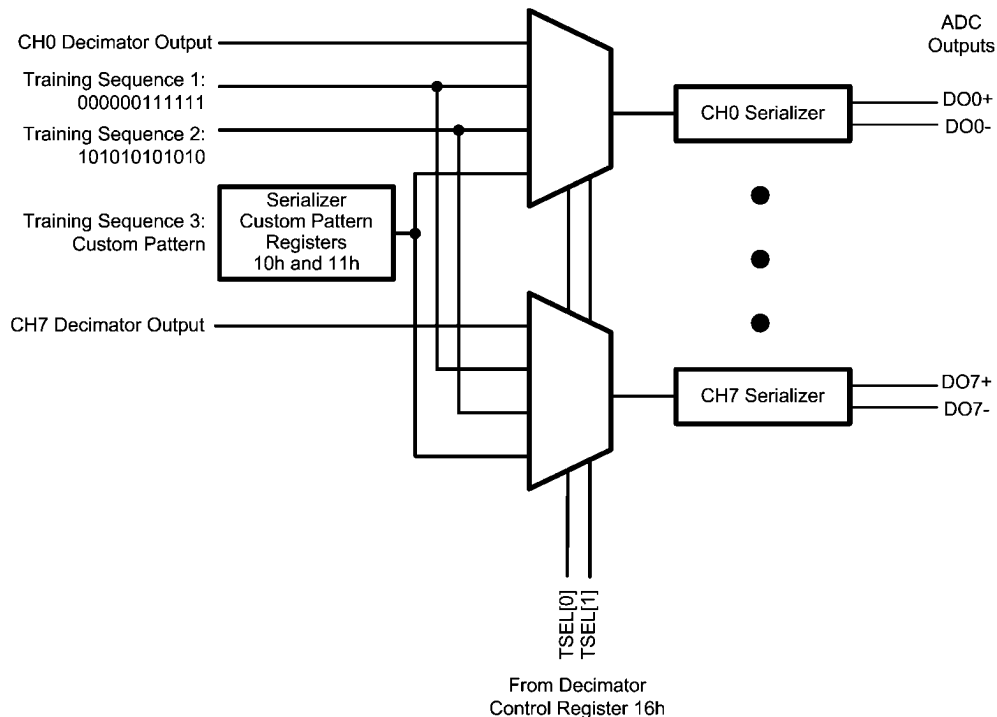 CH0 Decimator Output
Training Sequence 1:
000000111111
Training Sequence 2:
101010101010
Training Sequence 3:
Custom Pattern
Serializer
Custom Pattern
Registers
10h and 11h
CH7 Decimator Output
CH0 Serializer
ADC
Outputs
DO0+
DO0-
CH7 Serializer
DO7+
DO7-
TSEL[0]
TSEL[1]
From Decimator
Control Register 16h